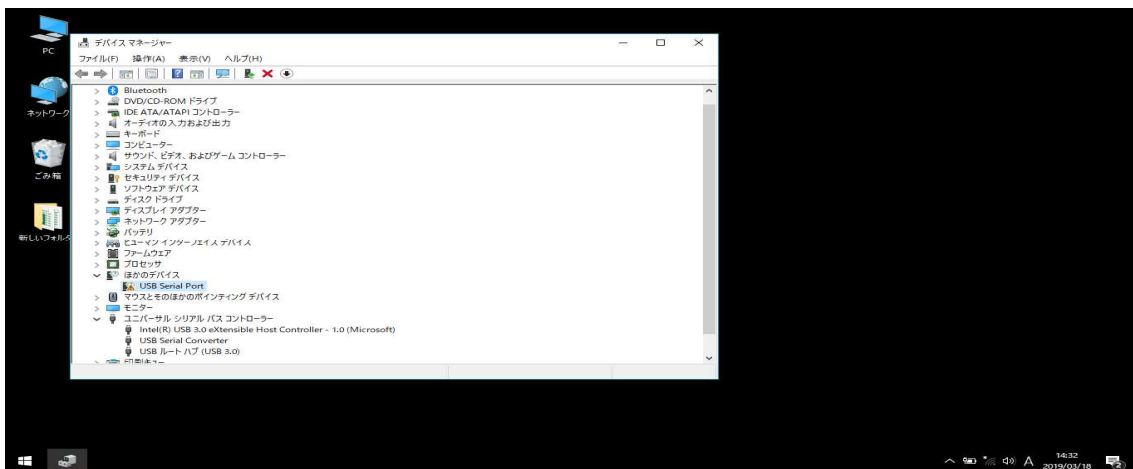 PC
ネットワーク
ごみ箱
新しいフォルダ
デバイス マネージャー
ファイル(F) 操作(A) 表示(V) ヘルプ(H)
Bluetooth
DVD/CD-ROM ドライブ
IDE ATA/ATAPI コントローラー
オーディオの入力および出力
キーボード
コンピューター
サウンド、ビデオ、およびゲーム コントローラー
システム デバイス
セキュリティ デバイス
ソフトウェア デバイス
ディスク ドライブ
ディスプレイ アダプター
ネットワーク アダプター
バッテリ
ヒューマン インターフェイス デバイス
ファームウェア
プロセッサ
ほかのデバイス
USB Serial Port
マウスとそのほかのポインティング デバイス
モニター
ユニバーサル シリアル バス コントローラー
Intel(R) USB 3.0 eXtensible Host Controller - 1.0 (Microsoft)
USB Serial Converter
USB ルート ハブ (USB 3.0)
印刷キュー
A
14:32
2019/03/18
2